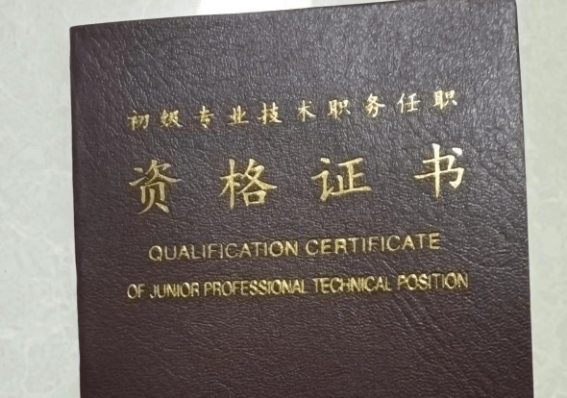 初级专业技术职务任职
资格证书
QUALIFICATION CERTIFICATE
OF JUNIOR PROFESSIONAL TECHNICAL POSITION